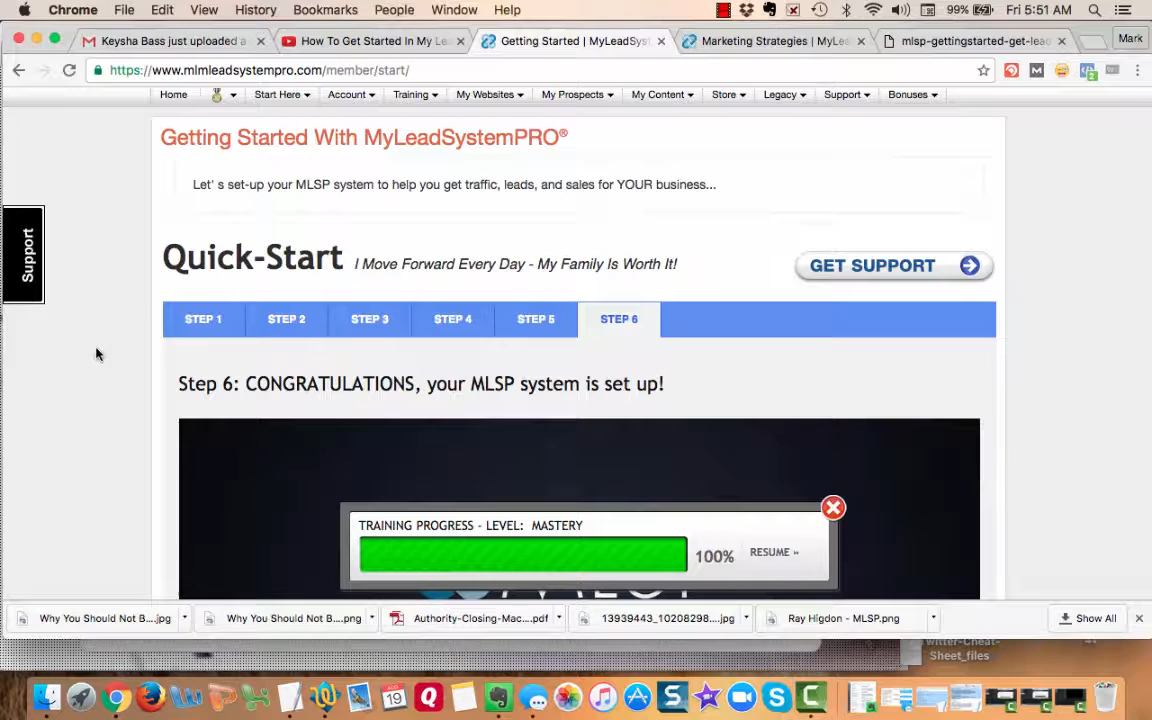 Chrome File Edit View History Bookmarks People Window Help 99% Fri 5:51 AM
Keysha Bass just uploaded a How To Get Started In My Le Getting Started | MyLeadSyst Marketing Strategies | MyLe mlsp-gettingstarted-get-lead Mark
https://www.mlmleadsystempro.com/member/start/
Home Start Here Account Training My Websites My Prospects My Content Store Legacy Support Bonuses
Getting Started With MyLeadSystemPRO®
Let' s set-up your MLSP system to help you get traffic, leads, and sales for YOUR business...
Support
Quick-Start I Move Forward Every Day - My Family Is Worth It! GET SUPPORT
STEP 1 STEP 2 STEP 3 STEP 4 STEP 5 STEP 6
Step 6: CONGRATULATIONS, your MLSP system is set up!
TRAINING PROGRESS - LEVEL: MASTERY
100% RESUME »
Why You Should Not B....jpg Why You Should Not B....png Authority-Closing-Mac....pdf 13939443_10208298....jpg Ray Higdon - MLSP.png Show All
witter-Cheat-
Sheet_files
AUG
19